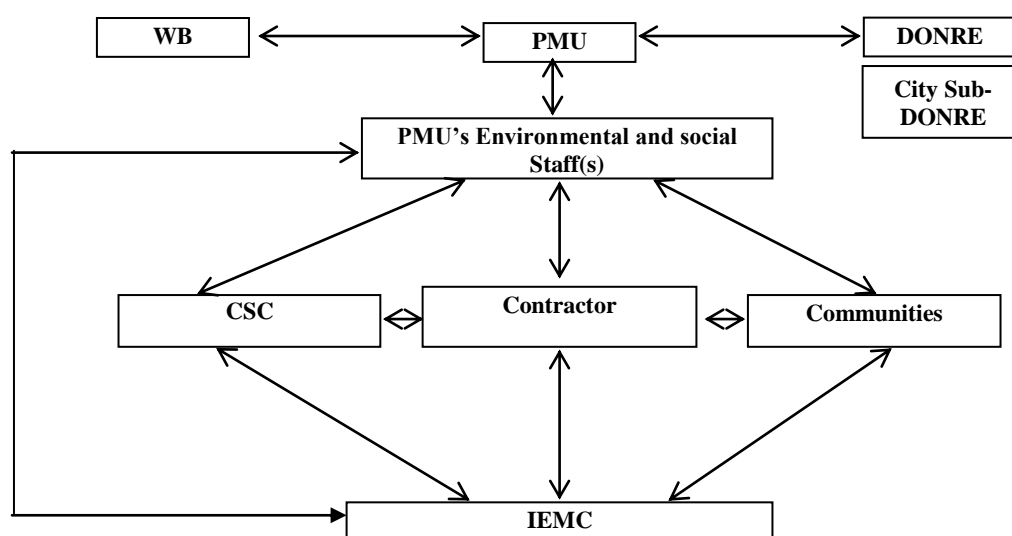 WB
PMU
DONRE
City Sub-
DONRE
PMU’s Environmental and social
Staff(s)
CSC
Contractor
Communities
IEMC